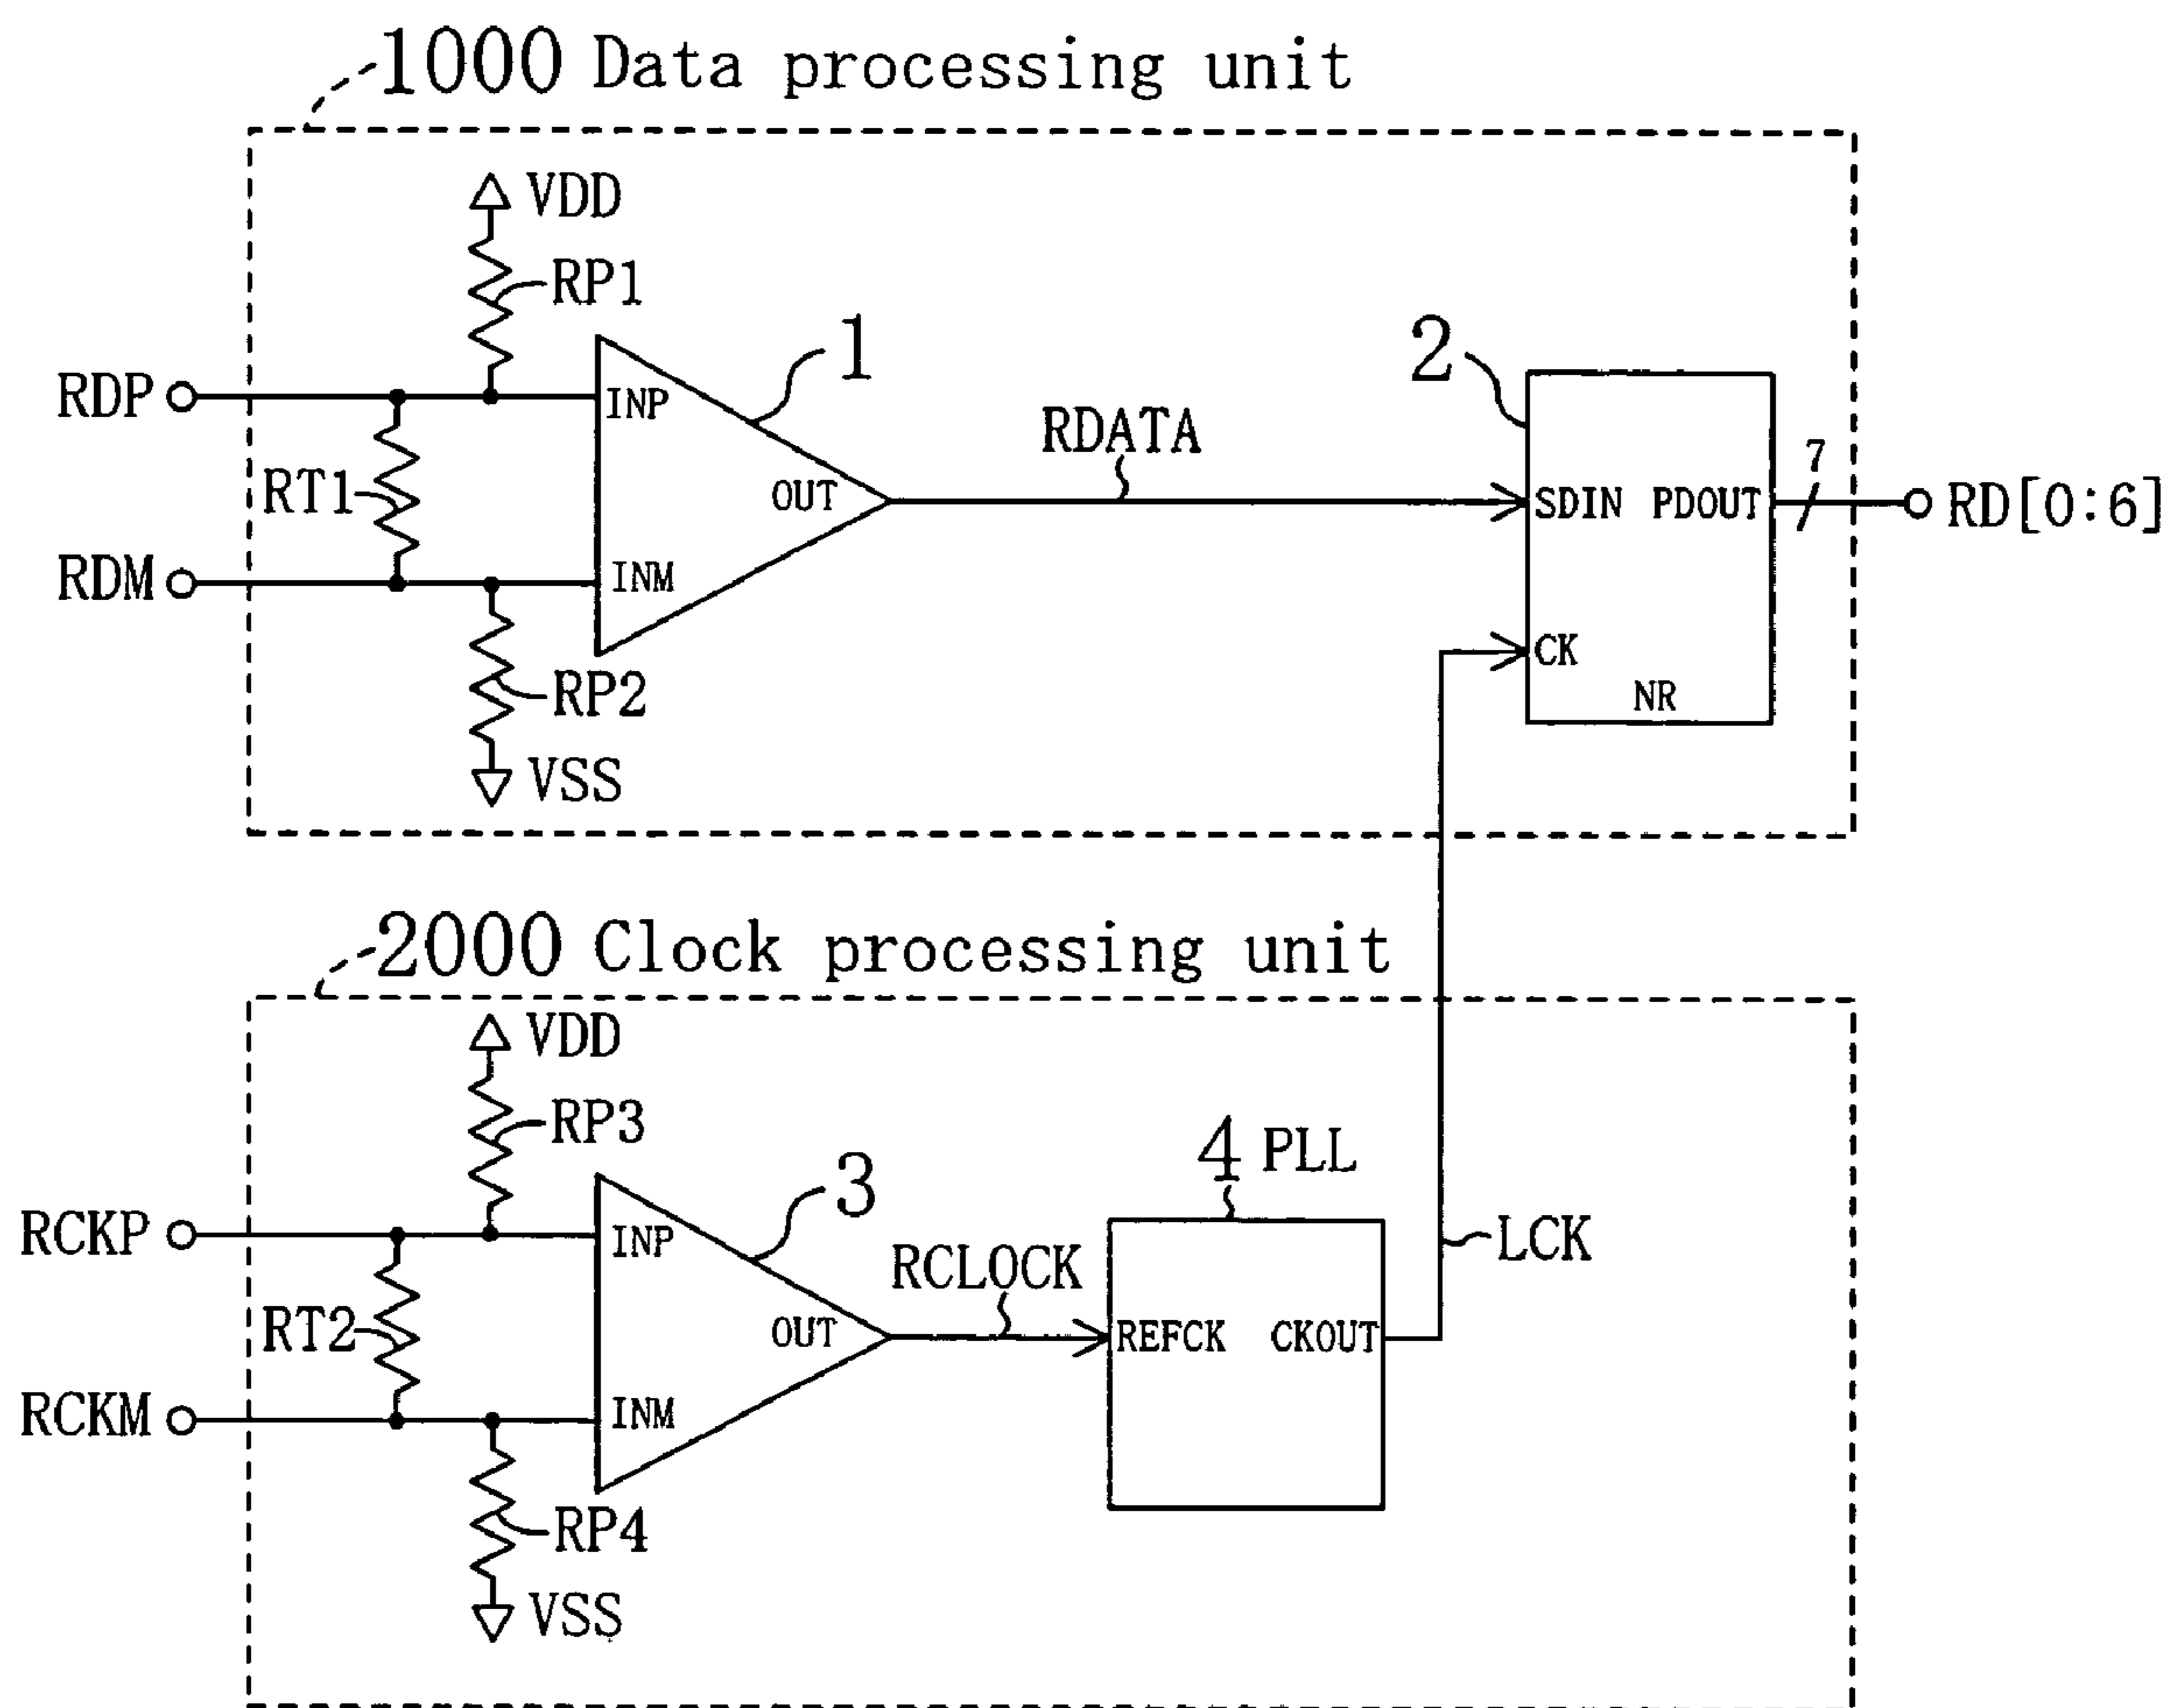 1000 Data processing unit
VDD
RP1
1
2
RDP
INP
RDATA
7
RT1
OUT
SDIN PDOUT
RD[0:6]
RDM
INM
CK
RP2
NR
VSS
2000 Clock processing unit
VDD
RP3
4 PLL
3
RCKP
INP
LCK
RCLOCK
RT2
OUT
REFCK CKOUT
RCKM
INM
RP4
VSS